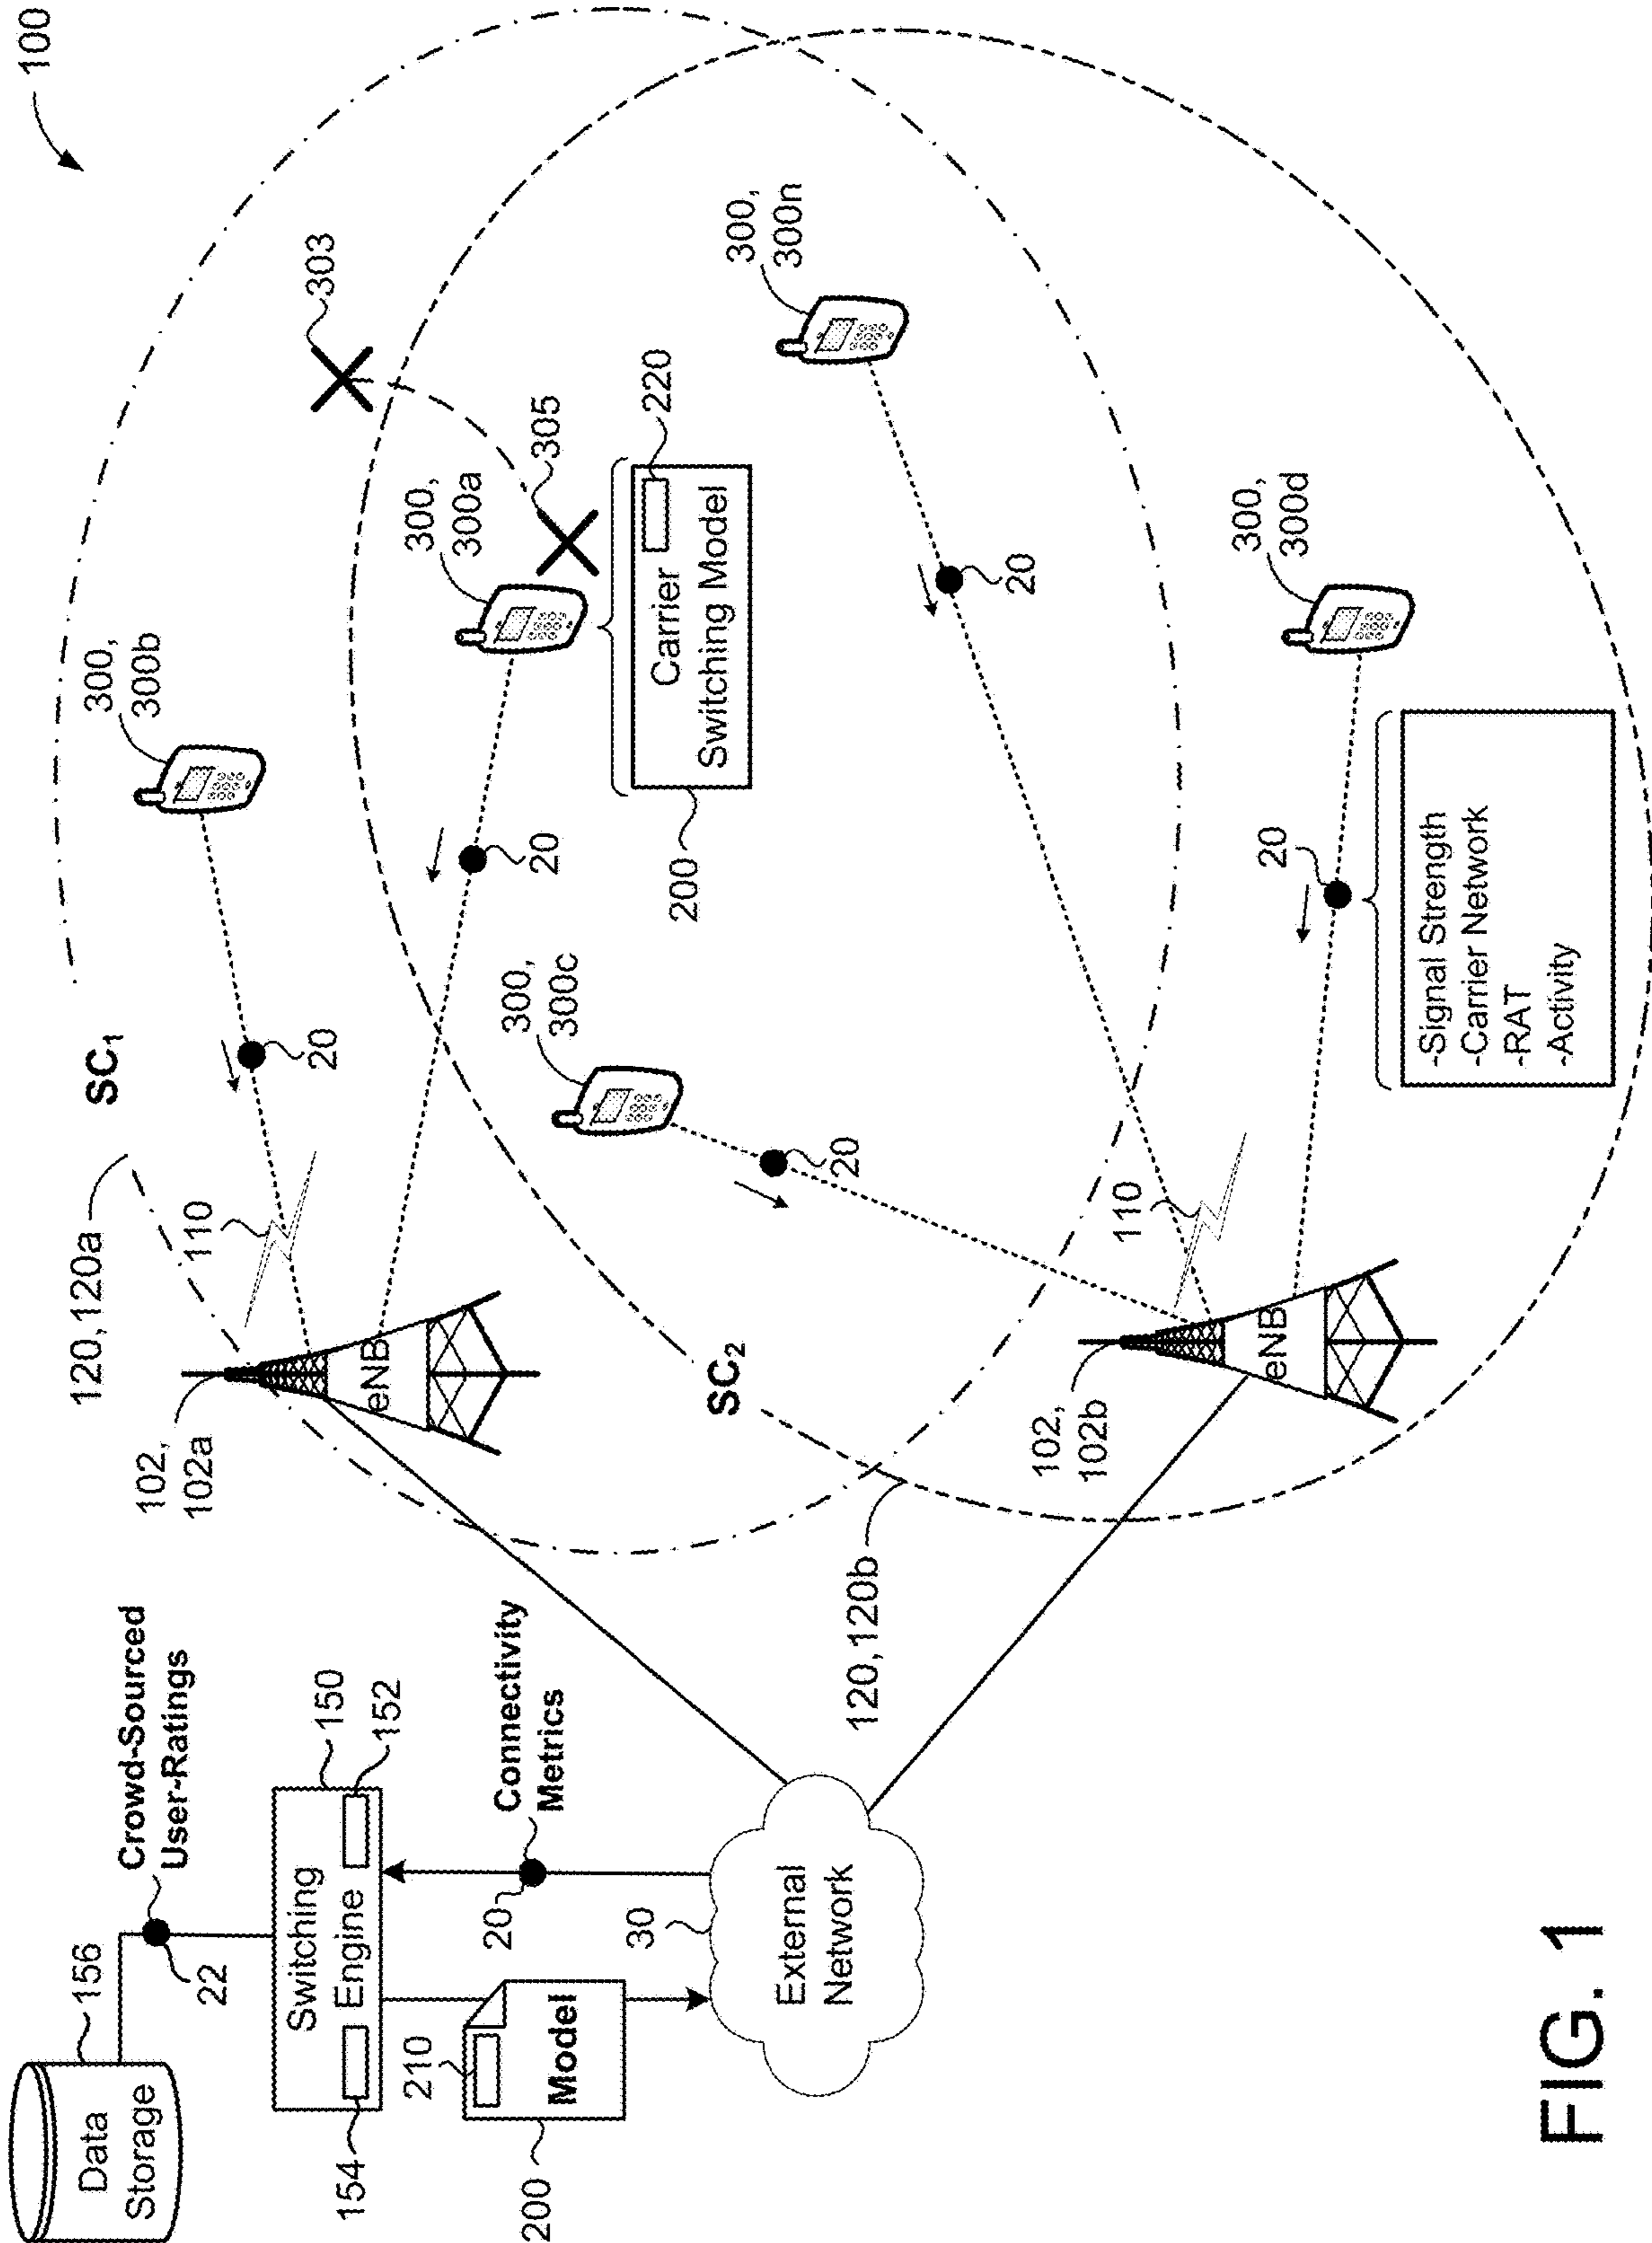 100
Data
Storage
156
Crowd-Sourced
User-Ratings
22
Switching
Engine
150
152
154
210
Model
200
20
Connectivity
Metrics
30
External
Network
120, 120a
SC₁
102,
102a
eNB
110
20
300,
300b
20
300,
300a
303
305
Carrier
Switching Model
220
200
120, 120b
SC₂
300,
300c
20
300,
300n
20
102,
102b
eNB
110
20
300,
300d
-Signal Strength
-Carrier Network
-RAT
-Activity
FIG. 1